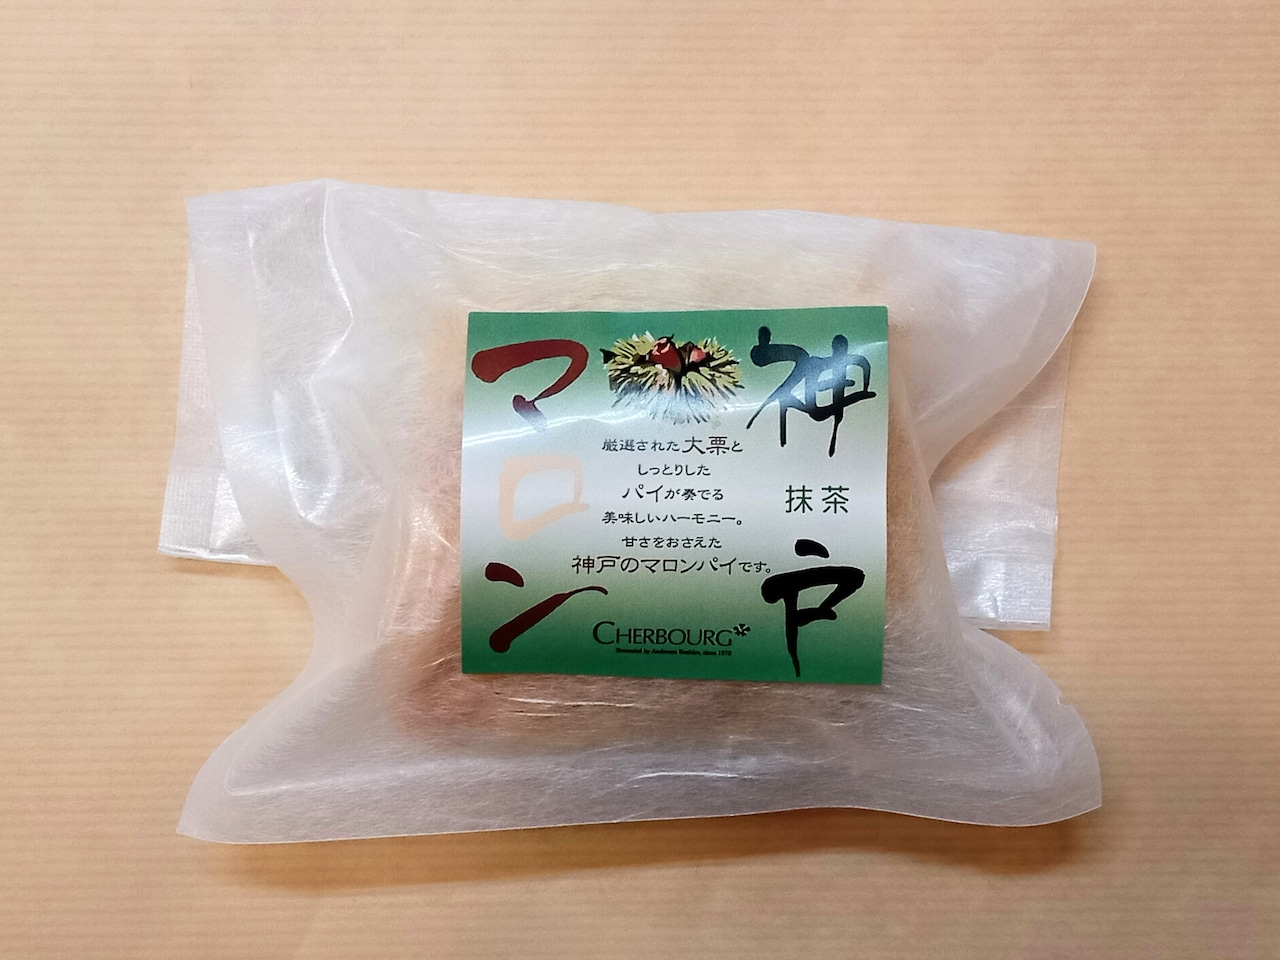 神戸
抹茶
マロン
厳選された大栗と
しっとりした
パイが奏でる
美味しいハーモニー。
甘さをおさえた
神戸のマロンパイです。
CHERBOURG